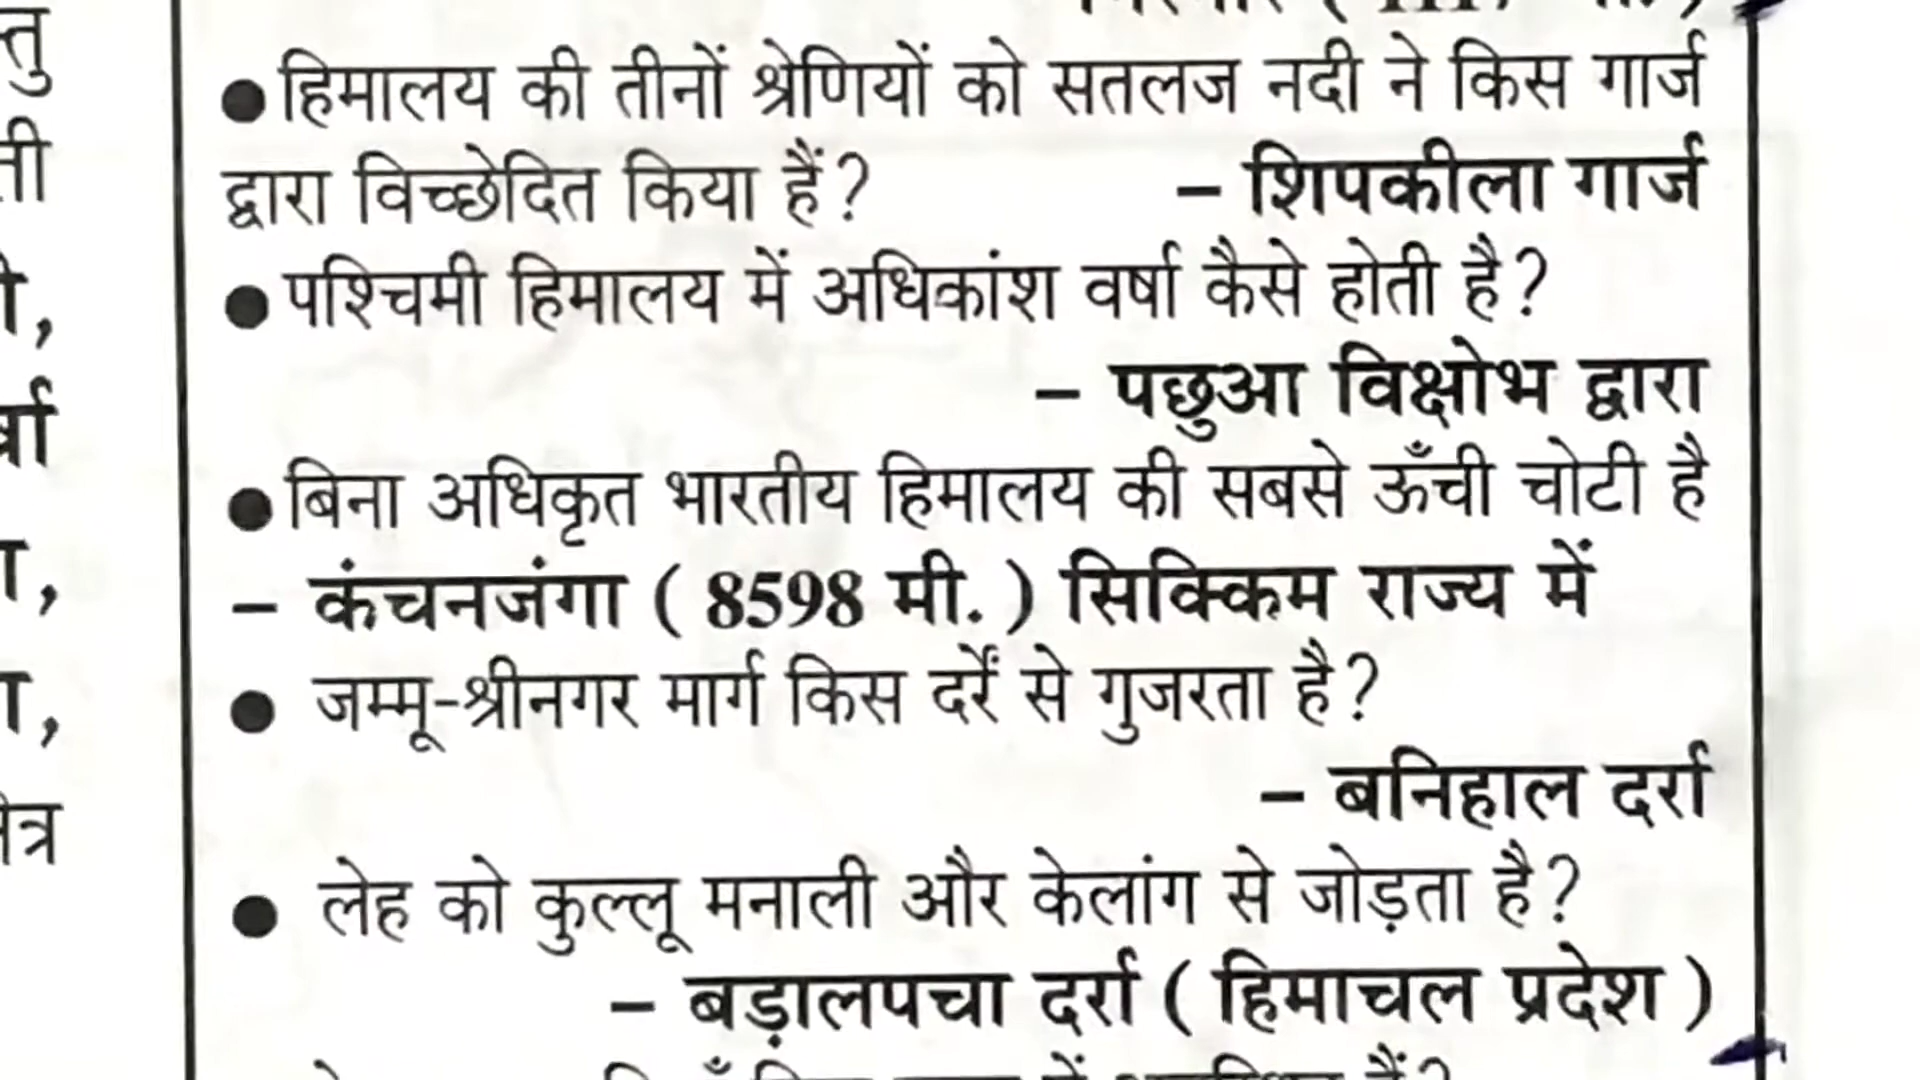 ● हिमालय की तीनों श्रेणियों को सतलज नदी ने किस गार्ज
द्वारा विच्छेदित किया हैं? – शिपकीला गार्ज
● पश्चिमी हिमालय में अधिकांश वर्षा कैसे होती है?
– पछुआ विक्षोभ द्वारा
● बिना अधिकृत भारतीय हिमालय की सबसे ऊँची चोटी है
– कंचनजंगा ( 8598 मी. ) सिक्किम राज्य में
● जम्मू-श्रीनगर मार्ग किस दर्रे से गुजरता है?
– बनिहाल दर्रा
● लेह को कुल्लू मनाली और केलांग से जोड़ता है?
– बड़ालपचा दर्रा ( हिमाचल प्रदेश )